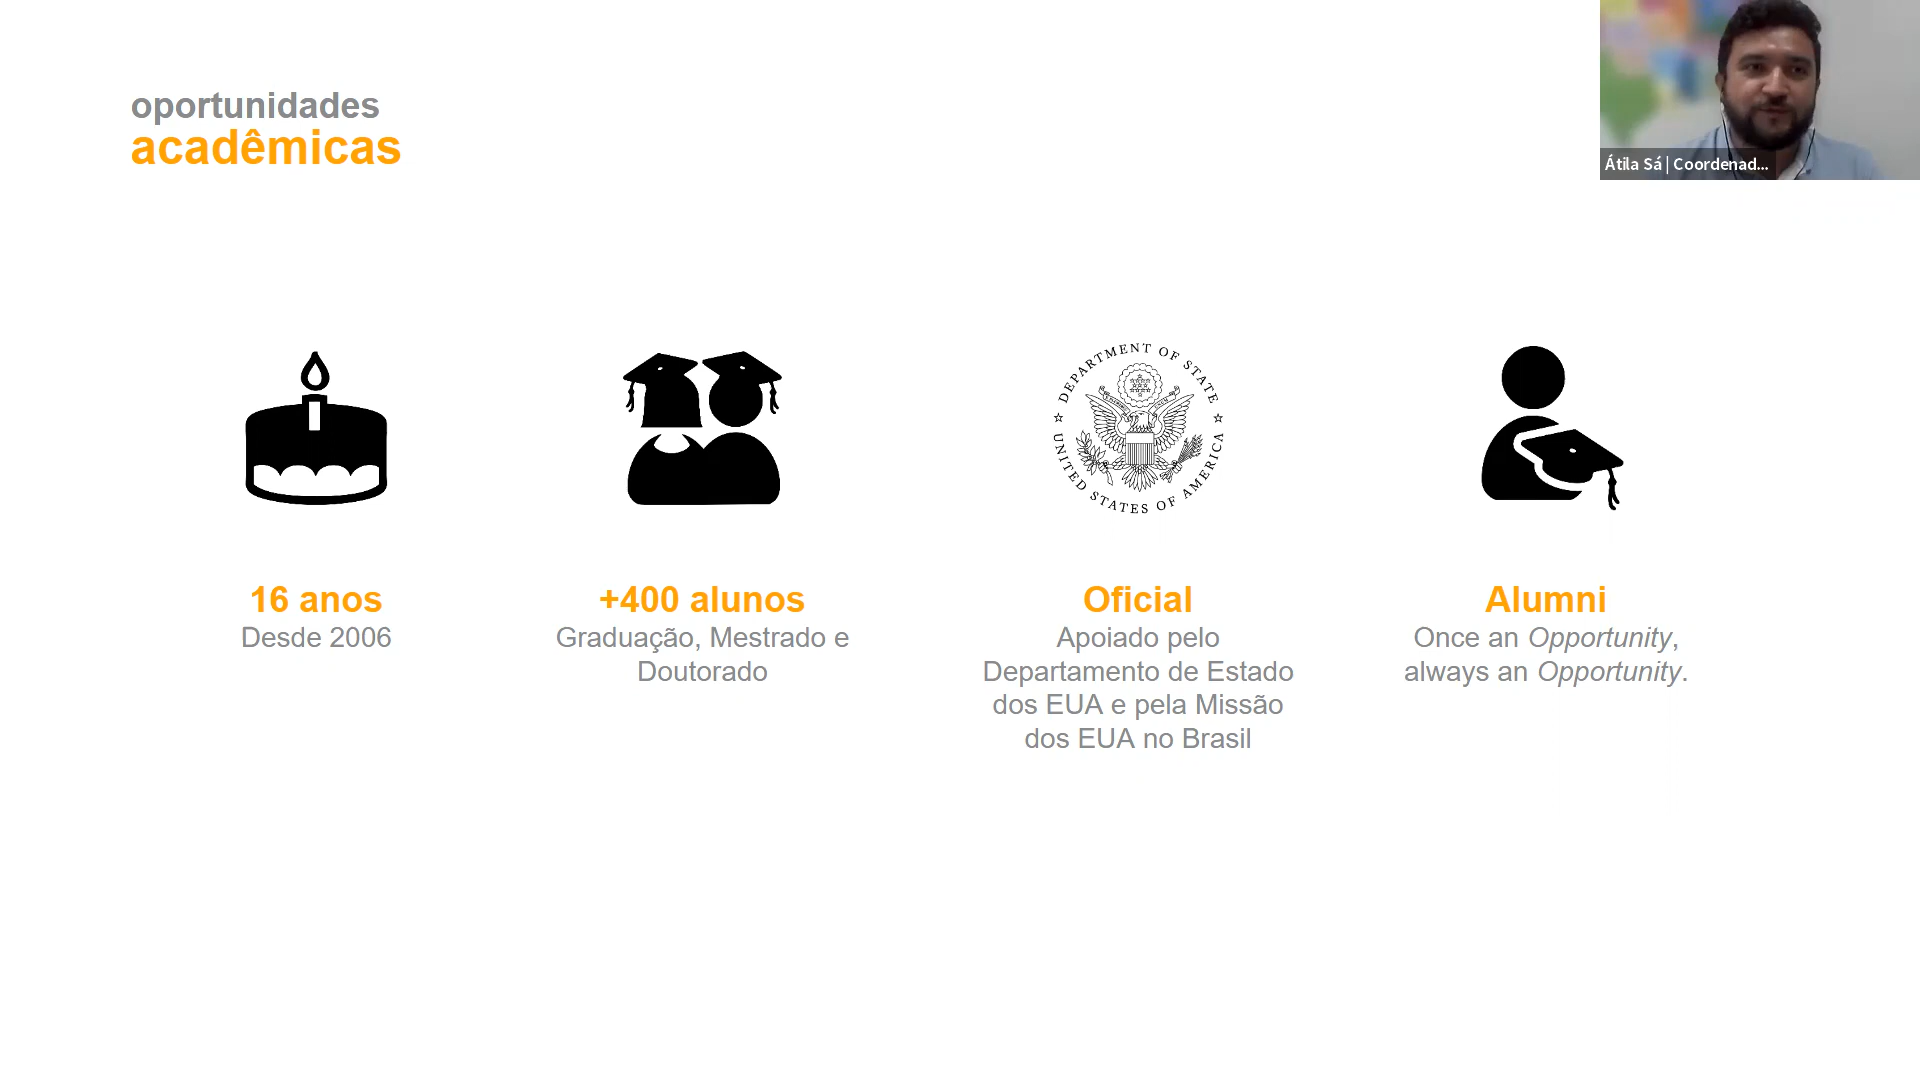 oportunidades
acadêmicas
Átila Sá | Coordenad...
DEPARTMENT OF STATE
UNITED STATES OF AMERICA
16 anos
Desde 2006
+400 alunos
Graduação, Mestrado e
Doutorado
Oficial
Apoiado pelo
Departamento de Estado
dos EUA e pela Missão
dos EUA no Brasil
Alumni
Once an Opportunity,
always an Opportunity.